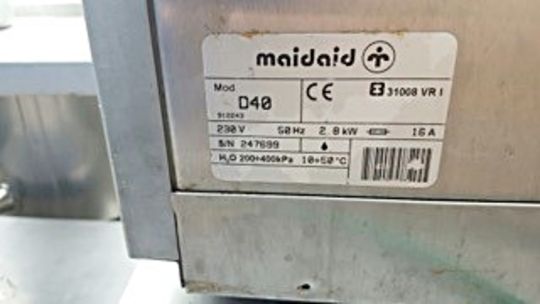 maidaid
Mod.
D40
912243
CE
31008 VR I
230 V 50 Hz 2.8 kW 16 A
S/N 247699
H₂O 200÷400kPa 10÷50°C